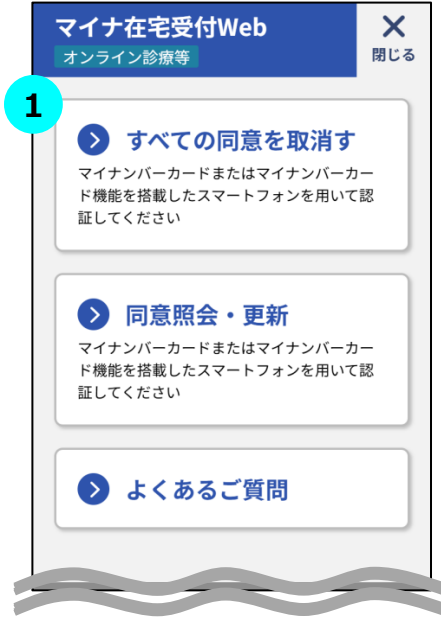 マイナ在宅受付Web
オンライン診療等
閉じる
1
すべての同意を取消す
マイナンバーカードまたはマイナンバーカー
ド機能を搭載したスマートフォンを用いて認
証してください
同意照会・更新
マイナンバーカードまたはマイナンバーカー
ド機能を搭載したスマートフォンを用いて認
証してください
よくあるご質問